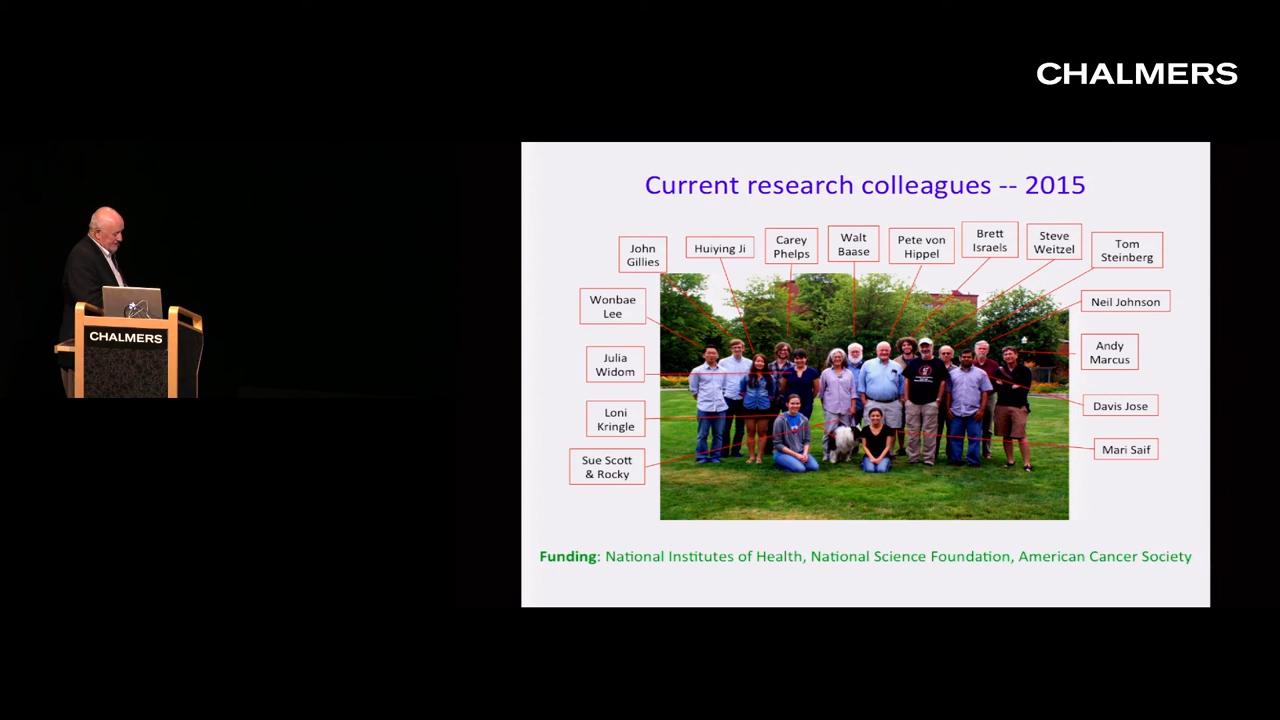 CHALMERS
Current research colleagues -- 2015
John
Gillies
Huiying Ji
Carey
Phelps
Walt
Baase
Pete von
Hippel
Brett
Israels
Steve
Weitzel
Tom
Steinberg
Wonbae
Lee
Neil Johnson
Julia
Widom
Andy
Marcus
Loni
Kringle
Davis Jose
Sue Scott
& Rocky
Mari Saif
Funding: National Institutes of Health, National Science Foundation, American Cancer Society
CHALMERS